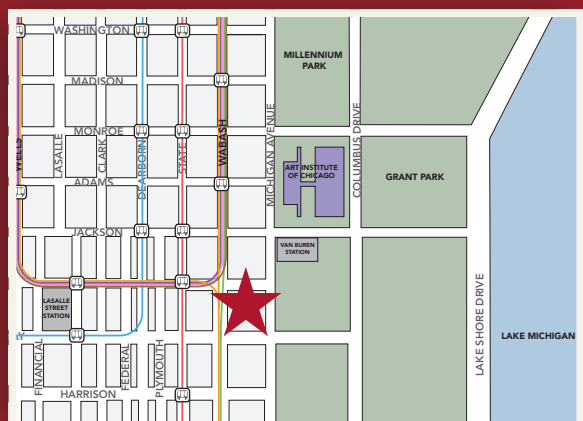 WASHINGTON
MILLENNIUM
PARK
MADISON
MONROE
WELLS
LASALLE
CLARK
DEARBORN
STATE
WABASH
MICHIGAN AVENUE
COLUMBUS DRIVE
ART INSTITUTE
OF CHICAGO
GRANT PARK
ADAMS
JACKSON
VAN BUREN
STATION
LASALLE
STREET
STATION
LAKE SHORE DRIVE
LAKE MICHIGAN
FINANCIAL
FEDERAL
PLYMOUTH
HARRISON